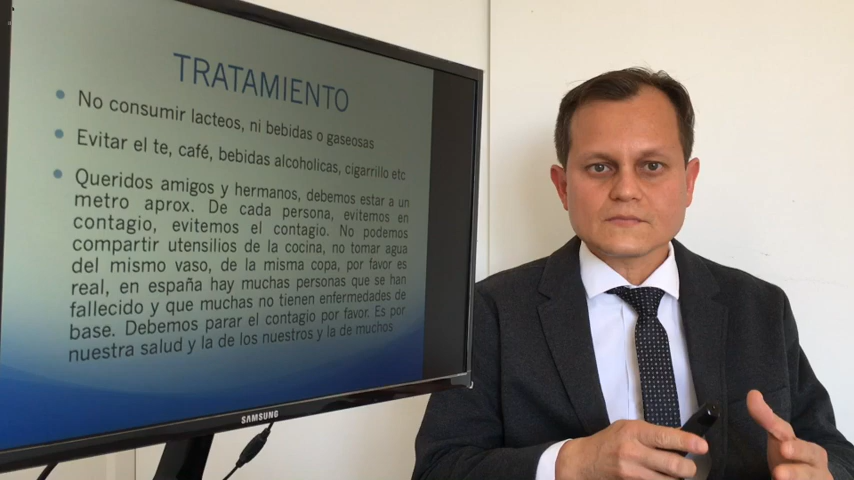 TRATAMIENTO
• No consumir lacteos, ni bebidas o gaseosas
• Evitar el te, café, bebidas alcoholicas, cigarrillo etc
• Queridos amigos y hermanos, debemos estar a un
metro aprox. De cada persona, evitemos en
contagio, evitemos el contagio. No podemos
compartir utensilios de la cocina, no tomar agua
del mismo vaso, de la misma copa, por favor es
real, en españa hay muchas personas que se han
fallecido y que muchas no tienen enfermedades de
base. Debemos parar el contagio por favor. Es por
nuestra salud y la de los nuestros y la de muchos
SAMSUNG